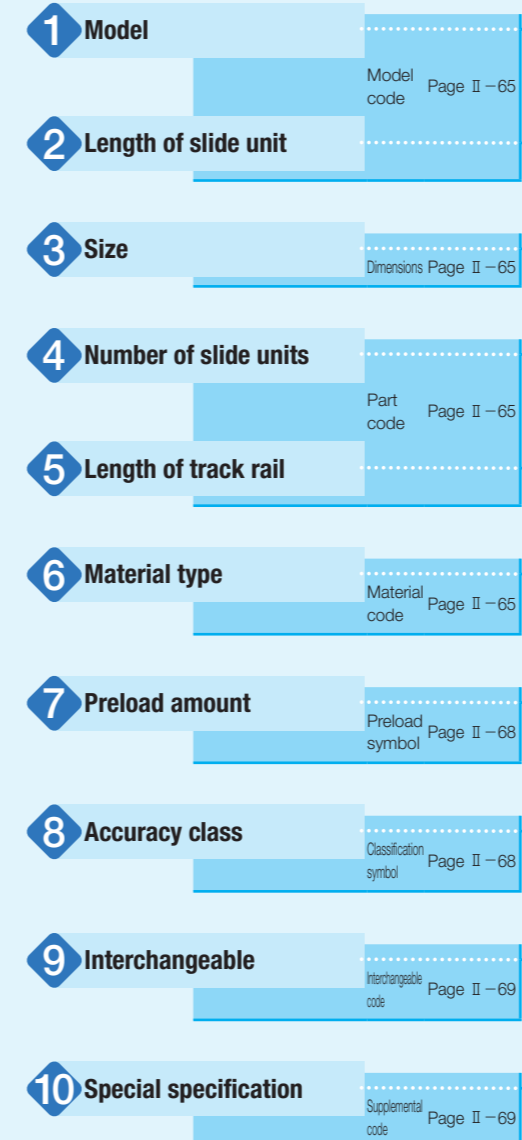 1 Model
Model
code Page Ⅱ－65
2 Length of slide unit
3 Size
Dimensions Page Ⅱ－65
4 Number of slide units
Part
code Page Ⅱ－65
5 Length of track rail
6 Material type
Material
code Page Ⅱ－65
7 Preload amount
Preload
symbol Page Ⅱ－68
8 Accuracy class
Classification
symbol Page Ⅱ－68
9 Interchangeable
Interchangeable
code Page Ⅱ－69
10 Special specification
Supplemental
code Page Ⅱ－69